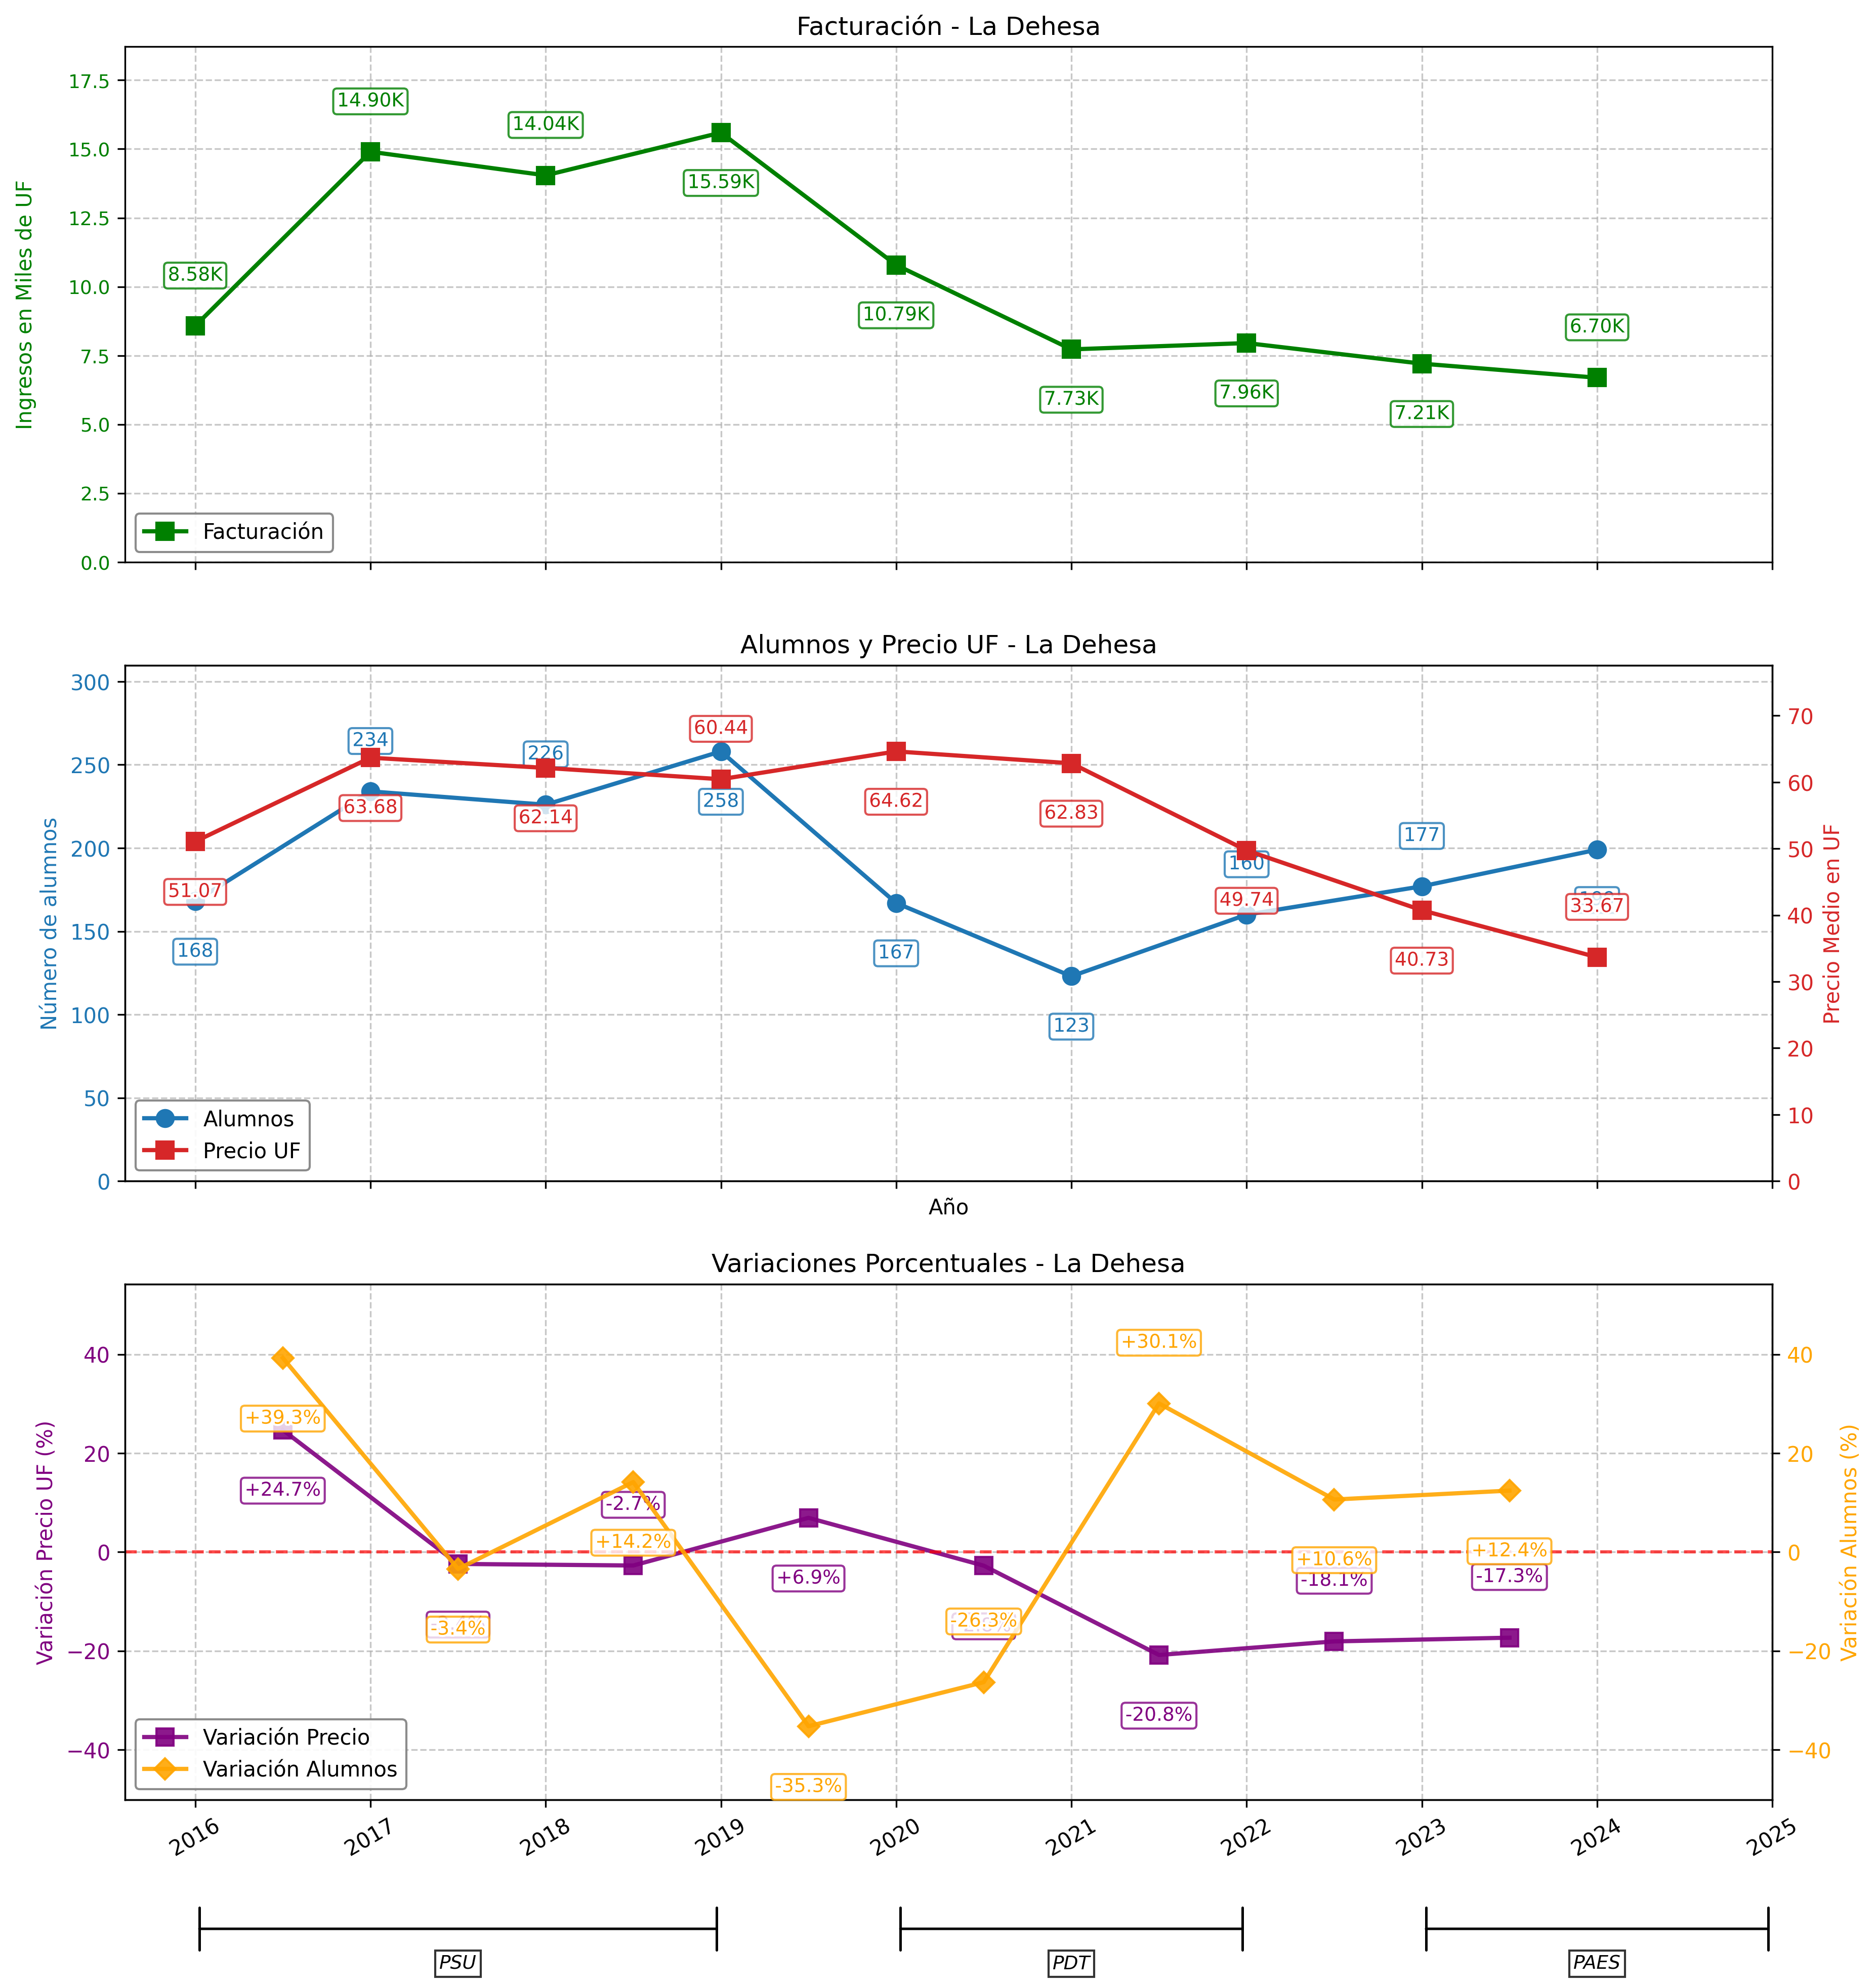 Facturación - La Dehesa
Ingresos en Miles de UF
17.5
15.0
12.5
10.0
7.5
5.0
2.5
0.0
8.58K
14.90K
14.04K
15.59K
10.79K
7.73K
7.96K
7.21K
6.70K
Facturación
Alumnos y Precio UF - La Dehesa
Número de alumnos
300
250
200
150
100
50
0
Precio Medio en UF
70
60
50
40
30
20
10
0
168
234
226
258
167
123
160
177
51.07
63.68
62.14
60.44
64.62
62.83
49.74
40.73
33.67
Alumnos
Precio UF
Año
Variaciones Porcentuales - La Dehesa
Variación Precio UF (%)
40
20
0
−20
−40
Variación Alumnos (%)
40
20
0
−20
−40
+39.3%
+24.7%
-3.4%
-2.7%
+14.2%
+6.9%
-35.3%
-26.3%
+30.1%
-20.8%
+10.6%
-18.1%
+12.4%
-17.3%
Variación Precio
Variación Alumnos
2016
2017
2018
2019
2020
2021
2022
2023
2024
2025
PSU
PDT
PAES